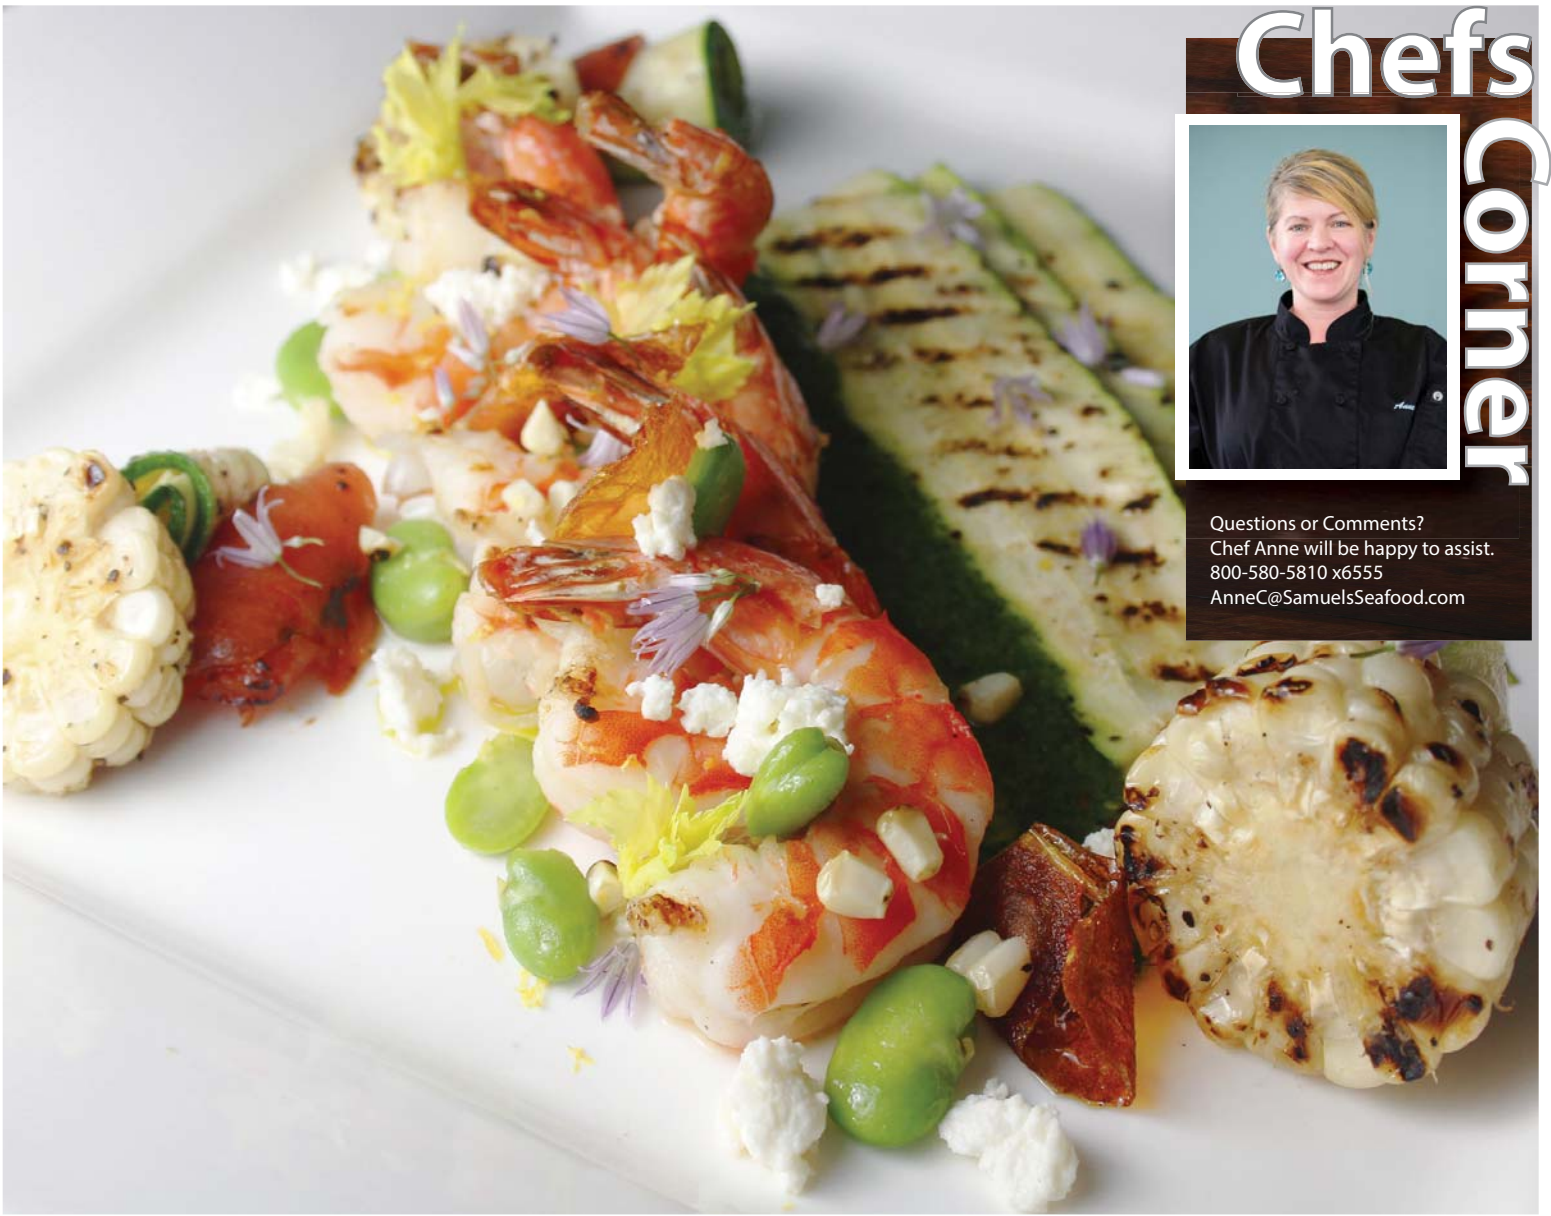 Chefs
Corner
Anne
Questions or Comments?
Chef Anne will be happy to assist.
800-580-5810 x6555
AnneC@SamuelsSeafood.com